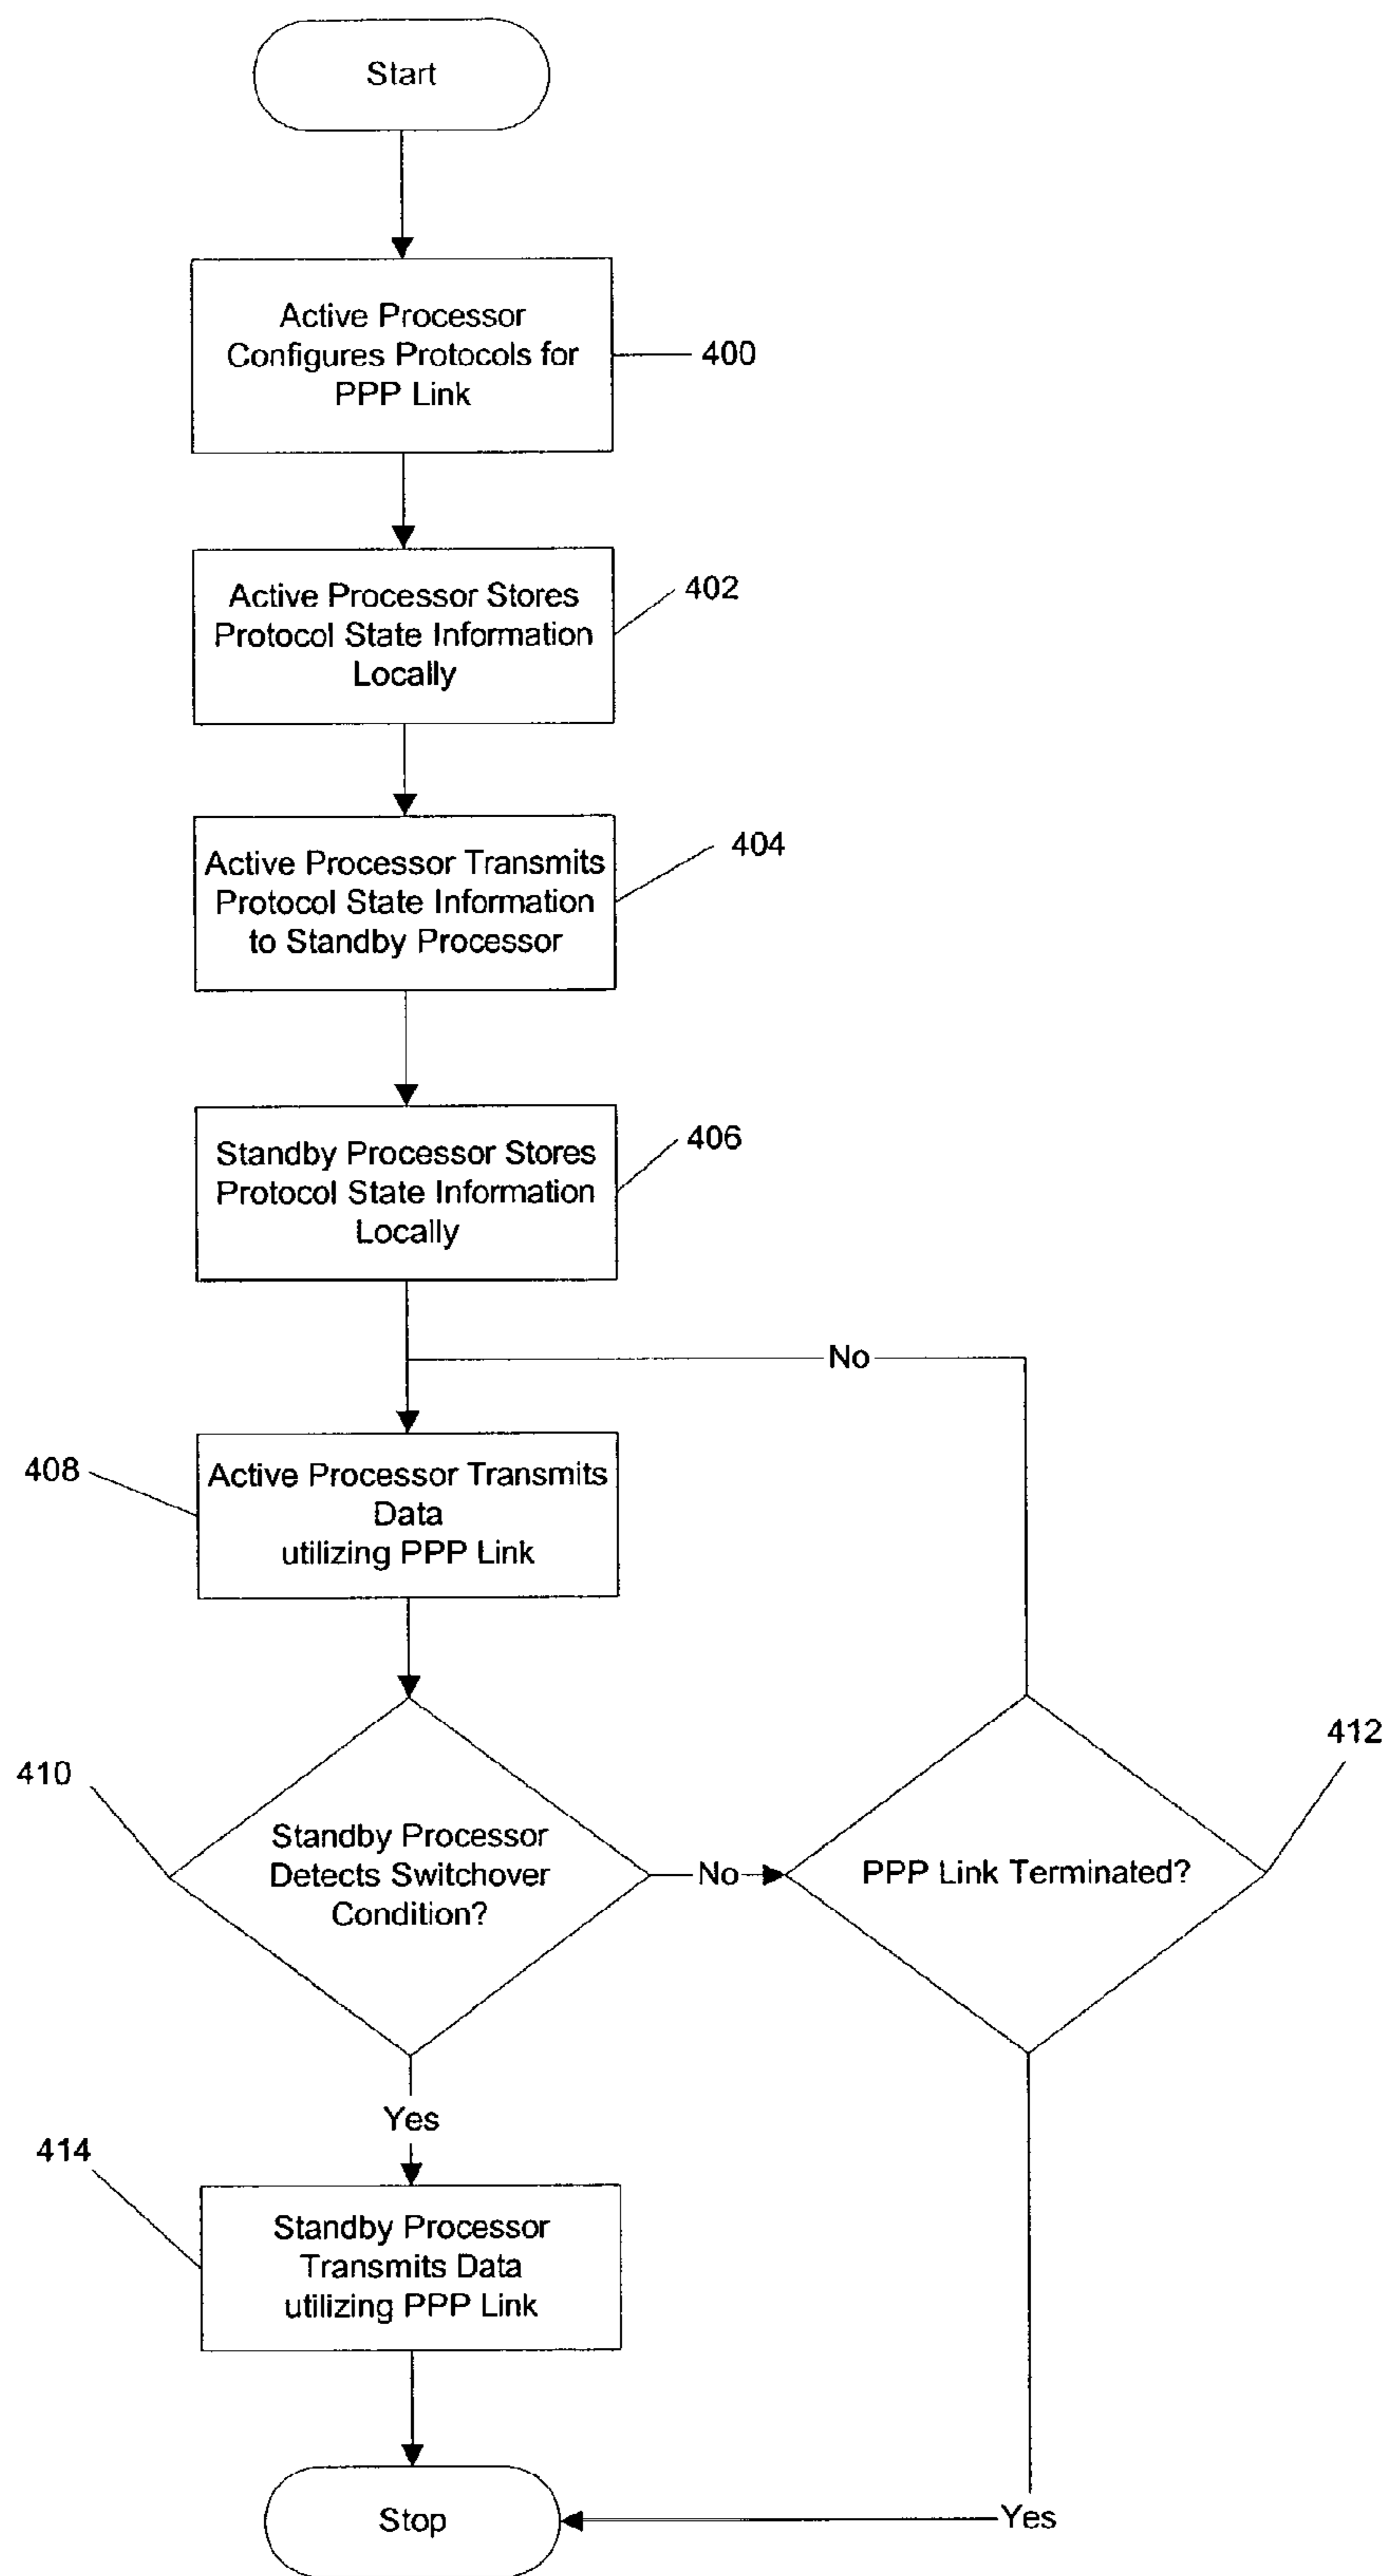 Start
Active Processor
Configures Protocols for
PPP Link
400
Active Processor Stores
Protocol State Information
Locally
402
Active Processor Transmits
Protocol State Information
to Standby Processor
404
Standby Processor Stores
Protocol State Information
Locally
406
No
408
Active Processor Transmits
Data
utilizing PPP Link
410
Standby Processor
Detects Switchover
Condition?
No
PPP Link Terminated?
412
Yes
414
Standby Processor
Transmits Data
utilizing PPP Link
Stop
Yes